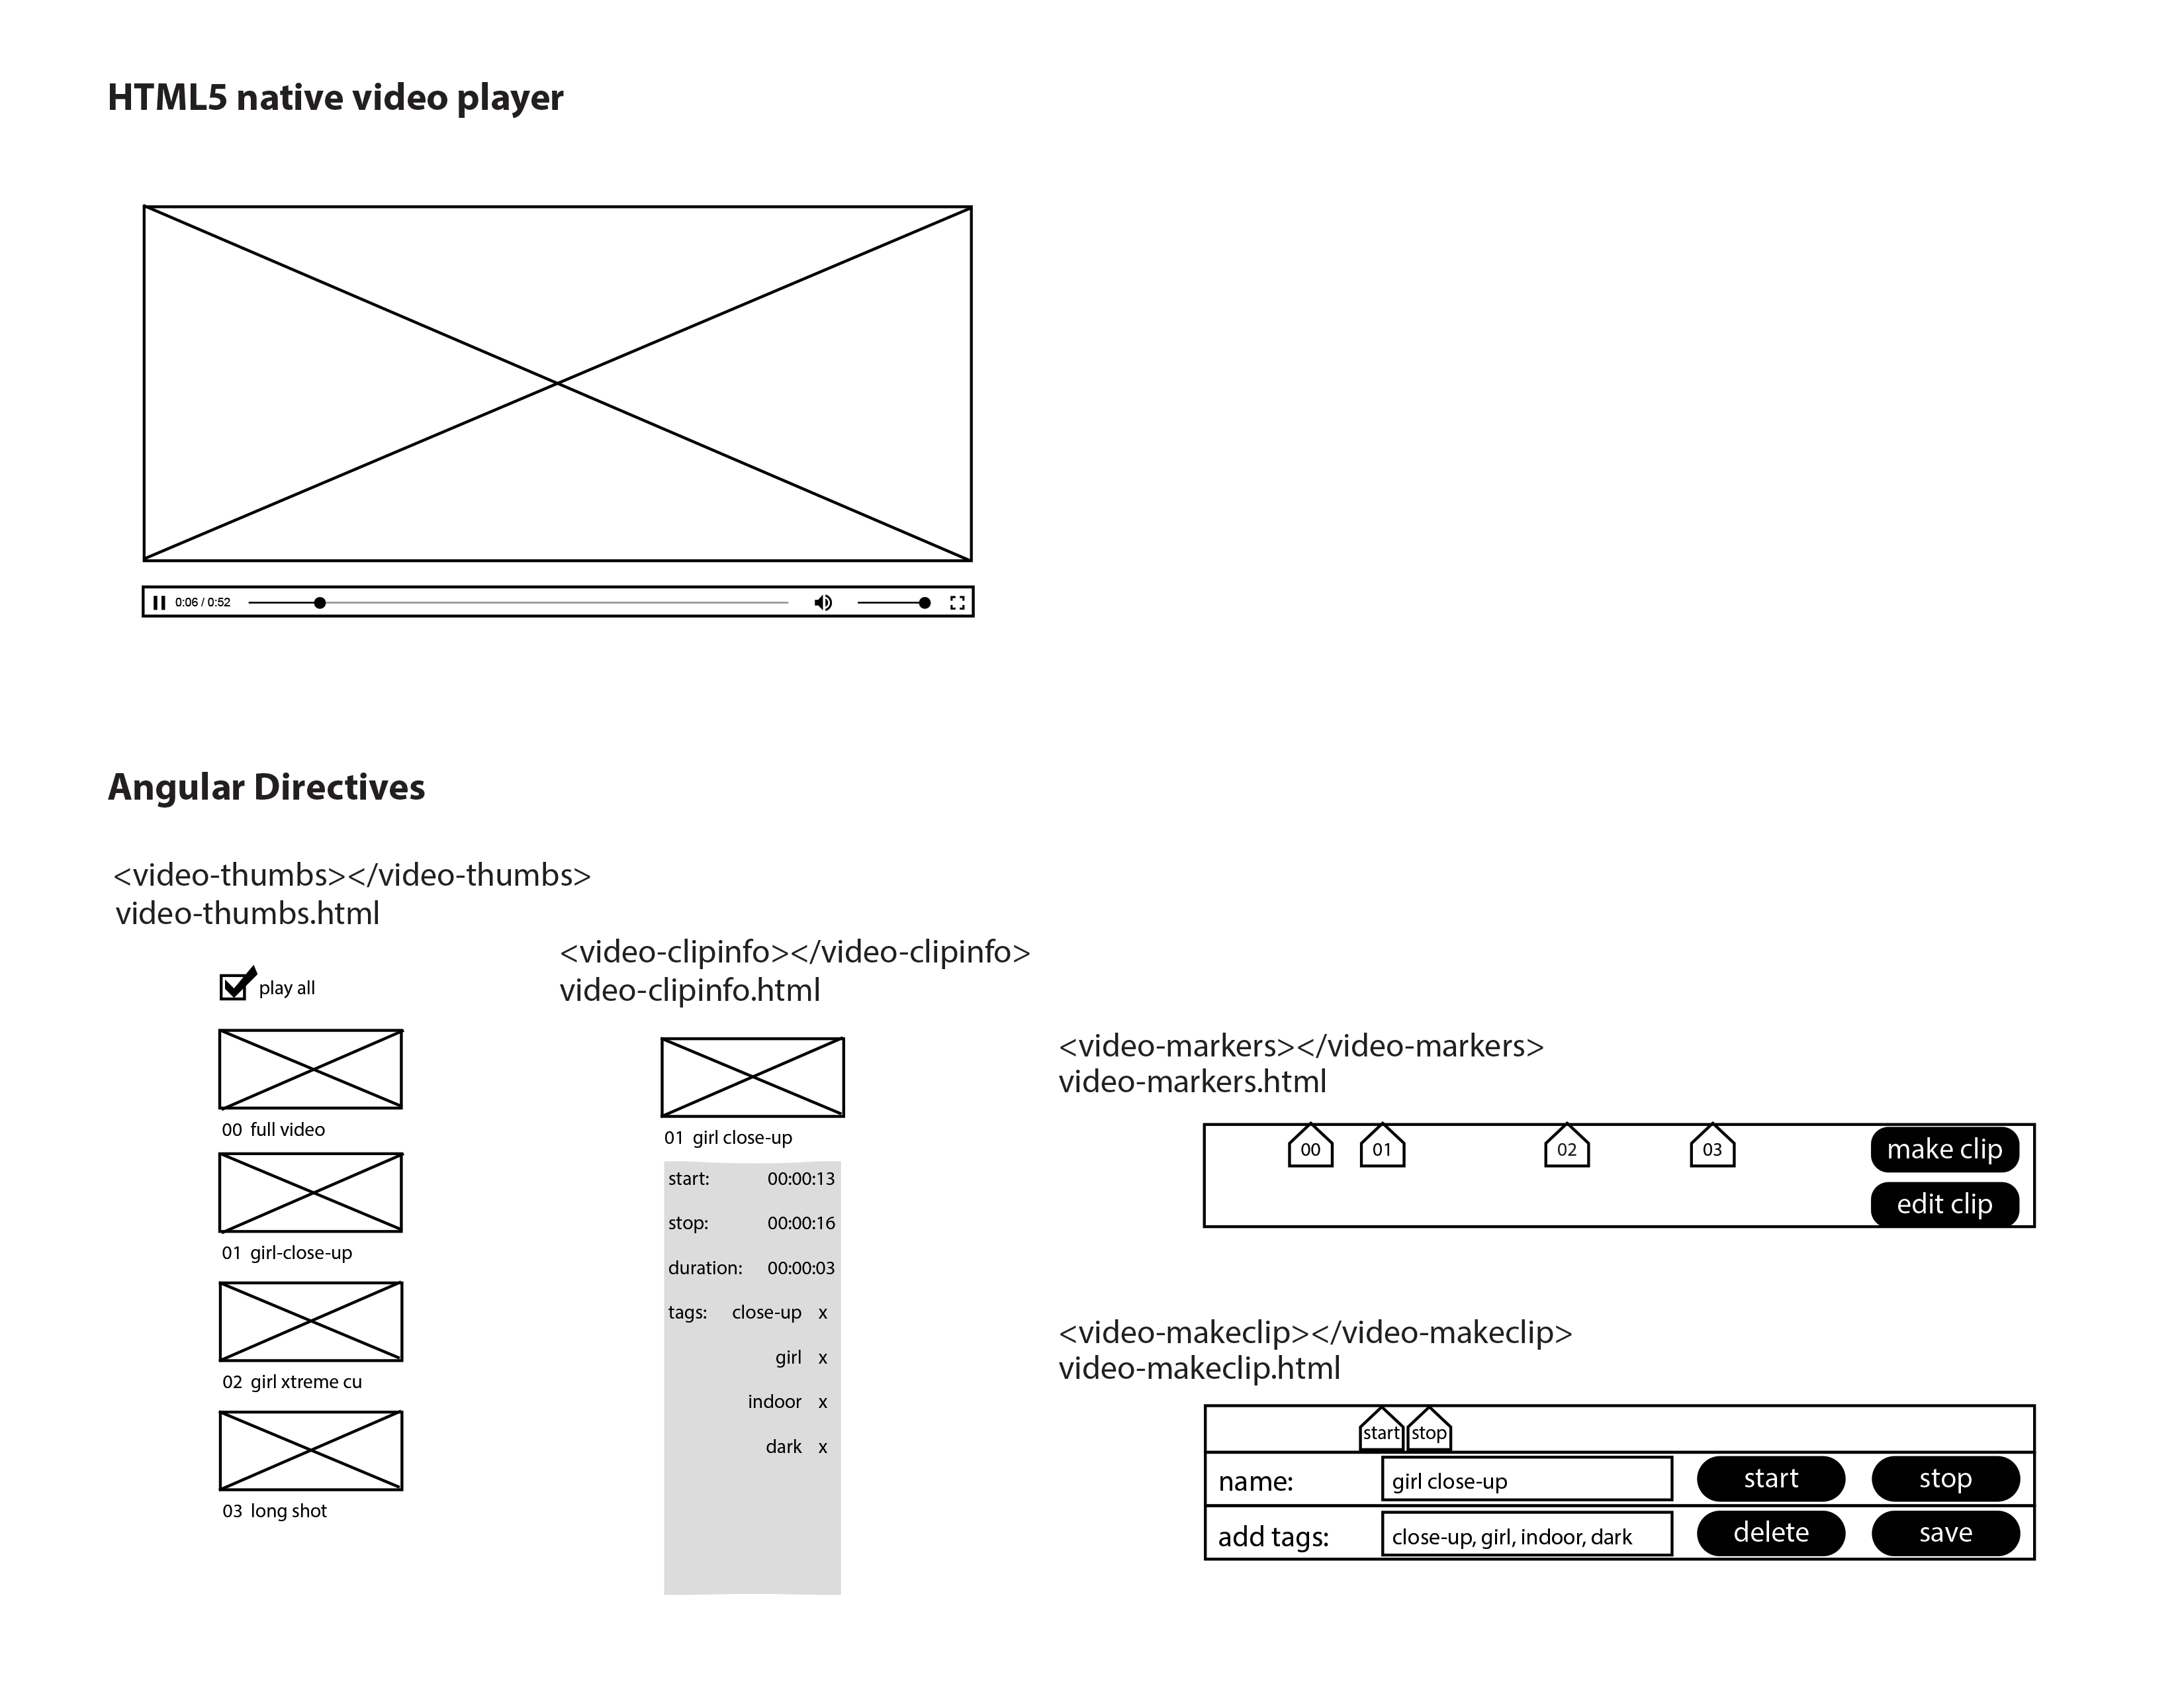 HTML5 native video player
0:06 / 0:52
Angular Directives
<video-thumbs></video-thumbs>
video-thumbs.html
play all
00 full video
01 girl-close-up
02 girl xtreme cu
03 long shot
<video-clipinfo></video-clipinfo>
video-clipinfo.html
01 girl close-up
start: 00:00:13
stop: 00:00:16
duration: 00:00:03
tags: close-up x
girl x
indoor x
dark x
<video-markers></video-markers>
video-markers.html
00 01 02 03 make clip
edit clip
<video-makeclip></video-makeclip>
video-makeclip.html
start stop
name: girl close-up start stop
add tags: close-up, girl, indoor, dark delete save